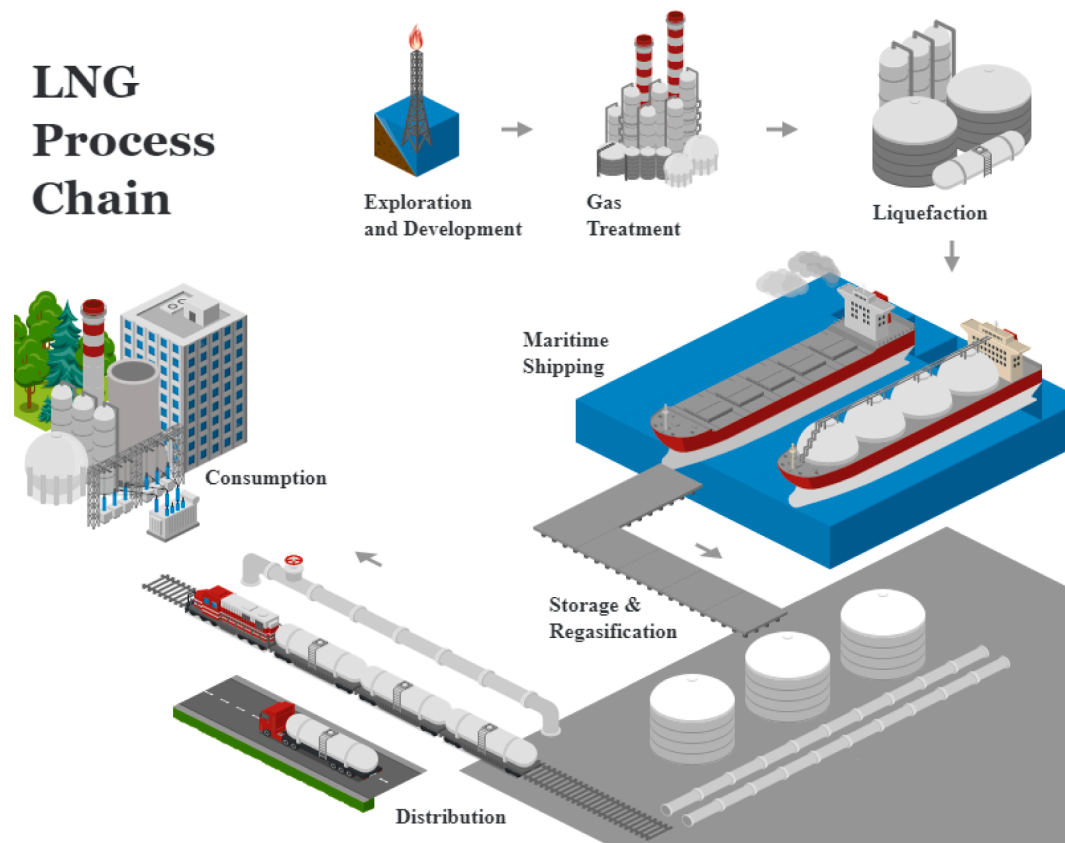 LNG
Process
Chain
Exploration
and Development
Gas
Treatment
Liquefaction
Maritime
Shipping
Storage &
Regasification
Distribution
Consumption